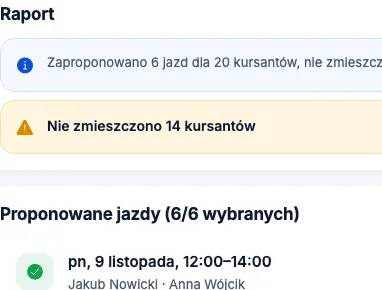 Raport
Zaproponowano 6 jazd dla 20 kursantów, nie zmieszcz
Nie zmieszczono 14 kursantów
Proponowane jazdy (6/6 wybranych)
pn, 9 listopada, 12:00–14:00
Jakub Nowicki · Anna Wójcik